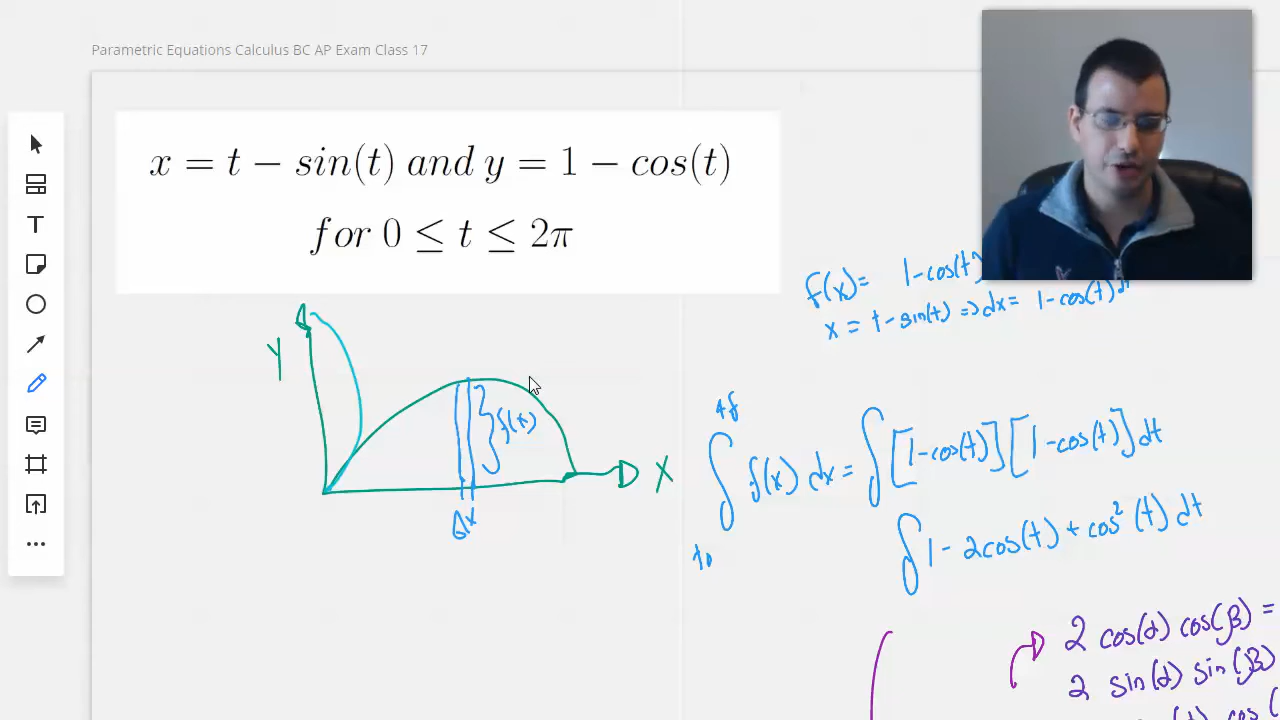 Parametric Equations Calculus BC AP Exam Class 17
x = t − sin(t) and y = 1 − cos(t)
for 0 ≤ t ≤ 2π
f(x)= 1-cos(t)
x = t-sin(t) => dx = 1-cos(t) dt
Y
f(x)
X
Δx
tf
∫ f(x) dx = ∫ [1-cos(t)] [1-cos(t)] dt
to
∫ 1 - 2cos(t) + cos²(t) dt
2 cos(α) cos(β) =
2 sin(α) sin(β)
T